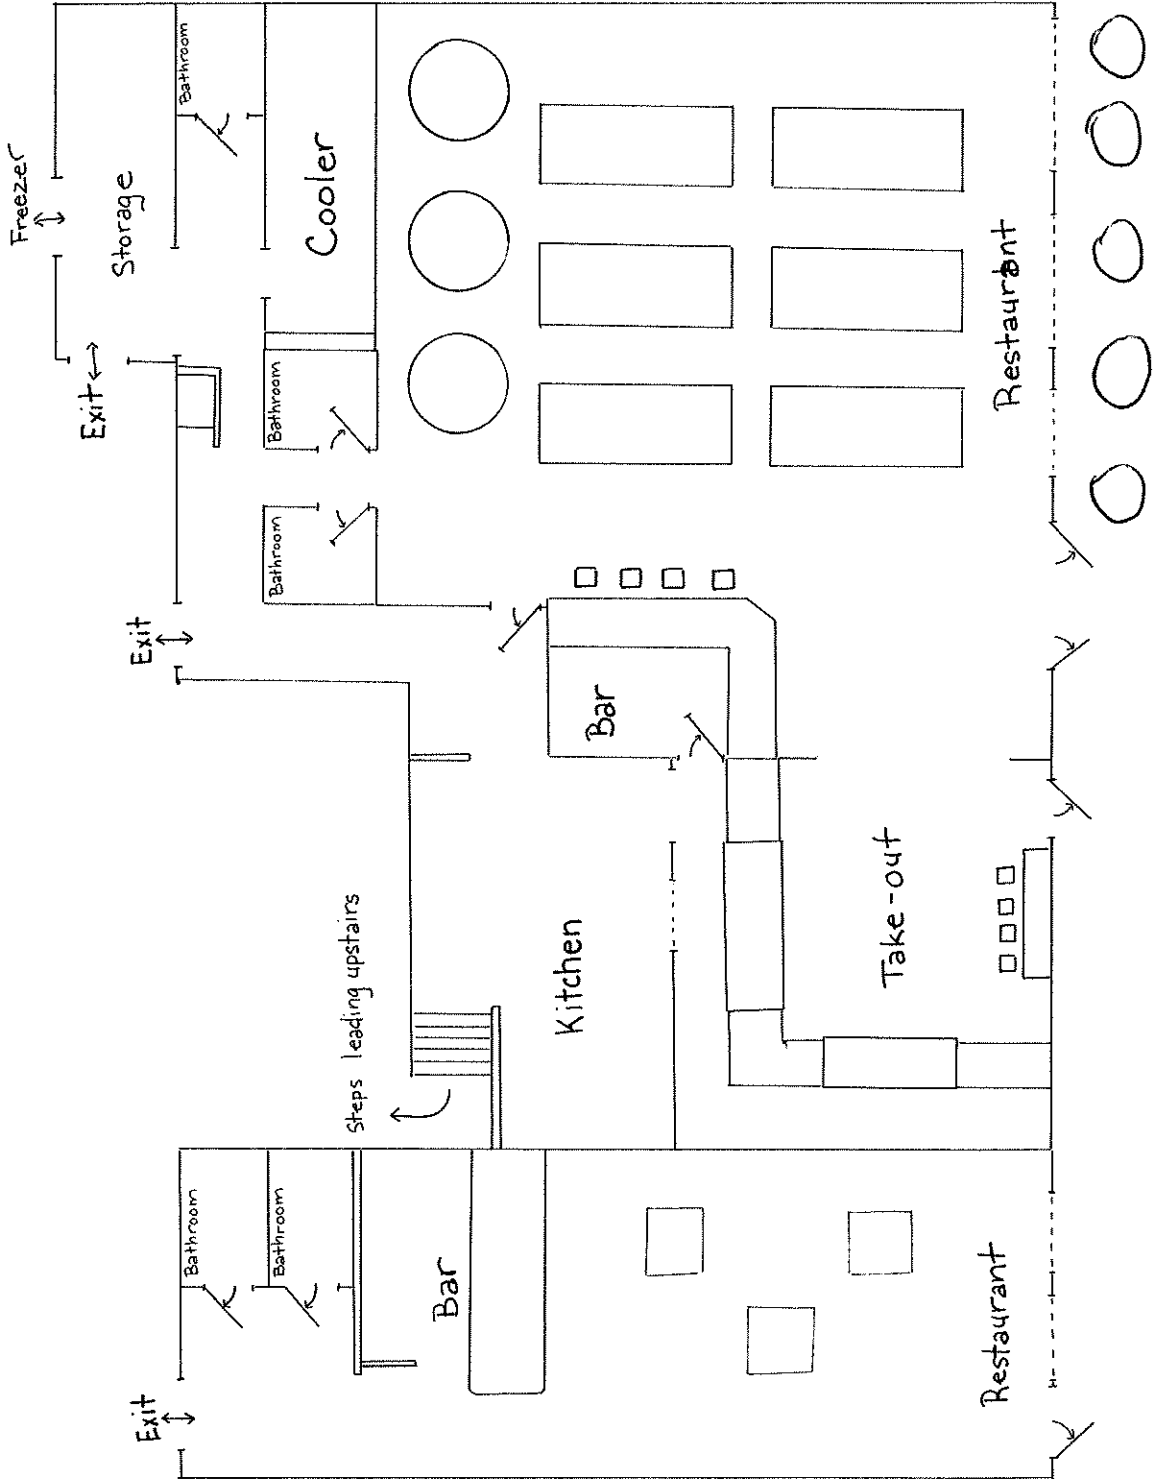 Freezer
Exit
Storage
Exit
Exit
Bathroom
Bathroom
Bathroom
Bathroom
Bathroom
Cooler
Steps leading upstairs
Bar
Kitchen
Bar
Take-out
Restaurant
Restaurant